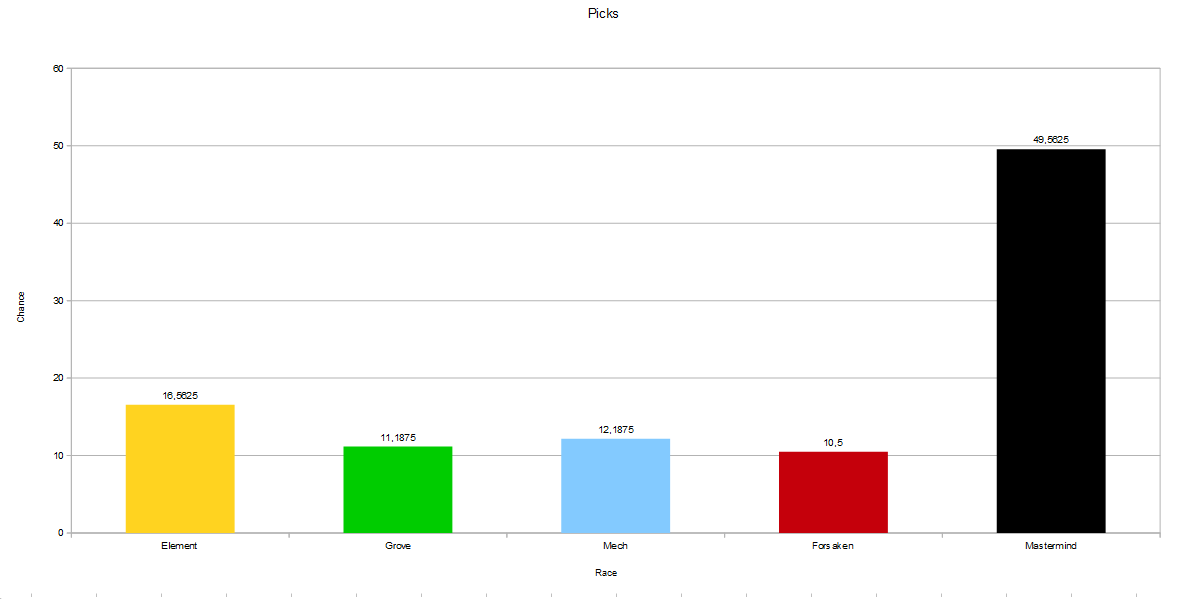 Picks
60
50
40
30
20
10
0
Chance
16,5625
11,1875
12,1875
10,5
49,5625
Element
Grove
Mech
Forsaken
Mastermind
Race